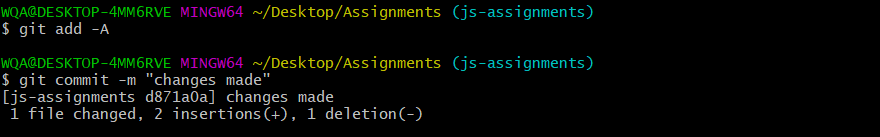 WQA@DESKTOP-4MM6RVE MINGW64 ~/Desktop/Assignments (js-assignments)
$ git add -A
WQA@DESKTOP-4MM6RVE MINGW64 ~/Desktop/Assignments (js-assignments)
$ git commit -m "changes made"
[js-assignments d871a0a] changes made
 1 file changed, 2 insertions(+), 1 deletion(-)